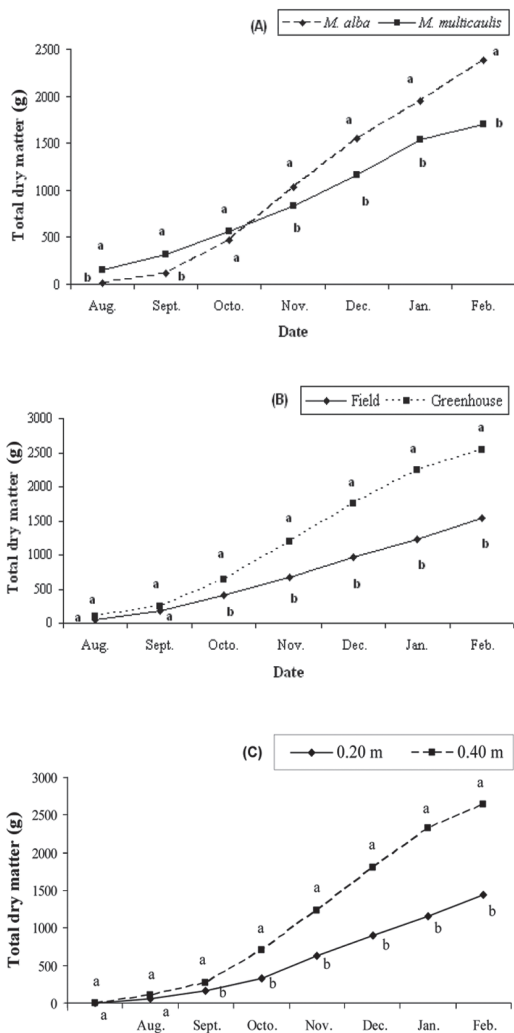 (A)
M. alba M. multicaulis
Total dry matter (g)
2500
2000
1500
1000
500
0
a
a
a
a
a
a
a
b
b
a
b
b
b
b
Aug. Sept. Octo. Nov. Dec. Jan. Feb.
Date
(B)
Field Greenhouse
Total dry matter (g)
3000
2500
2000
1500
1000
500
0
a
a
a
a
a
a
a
a
a
b
b
b
b
b
Aug. Sept. Octo. Nov. Dec. Jan. Feb.
Date
(C)
0.20 m 0.40 m
Total dry matter (g)
3000
2500
2000
1500
1000
500
0
a
a
a
a
a
a
a
a
a
a
b
b
b
b
b
b
Aug. Sept. Octo. Nov. Dec. Jan. Feb.